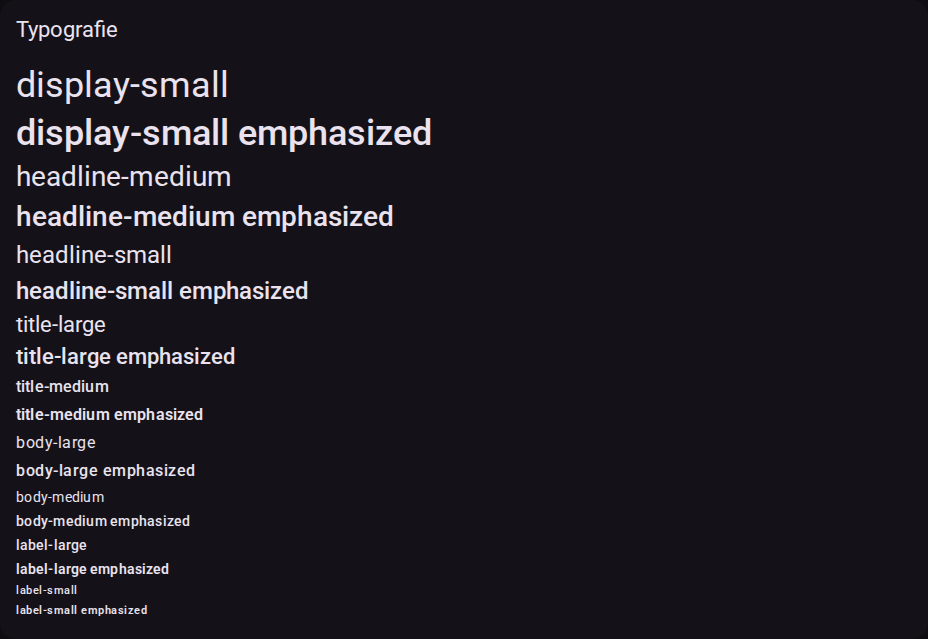 Typografie
display-small
display-small emphasized
headline-medium
headline-medium emphasized
headline-small
headline-small emphasized
title-large
title-large emphasized
title-medium
title-medium emphasized
body-large
body-large emphasized
body-medium
body-medium emphasized
label-large
label-large emphasized
label-small
label-small emphasized